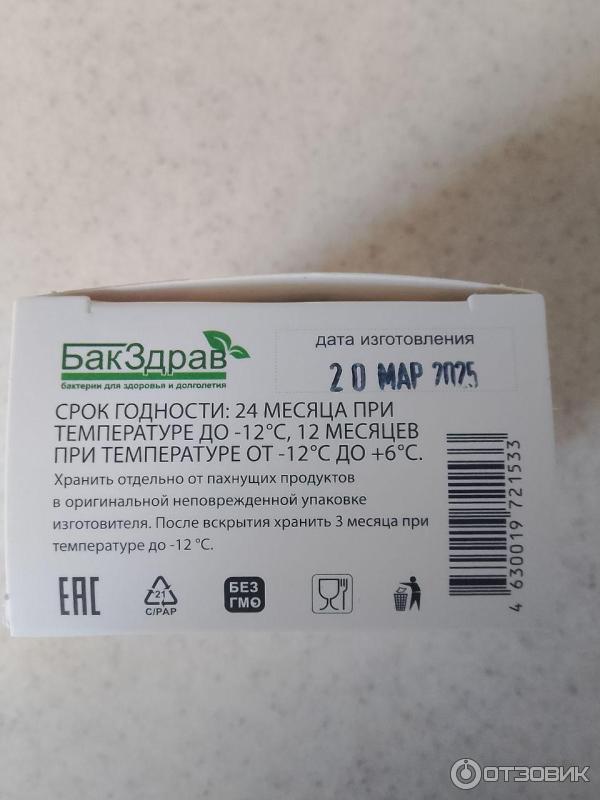 БакЗдрав
бактерии для здоровья и долголетия
дата изготовления
20 МАР 2025
СРОК ГОДНОСТИ: 24 МЕСЯЦА ПРИ
ТЕМПЕРАТУРЕ ДО -12°С, 12 МЕСЯЦЕВ
ПРИ ТЕМПЕРАТУРЕ ОТ -12°С ДО +6°С.
Хранить отдельно от пахнущих продуктов
в оригинальной неповрежденной упаковке
изготовителя. После вскрытия хранить 3 месяца при
температуре до -12 °С.
4 630019 721533
ЕАС
21
C/PAP
БЕЗ
ГМО
ОТЗОВИК